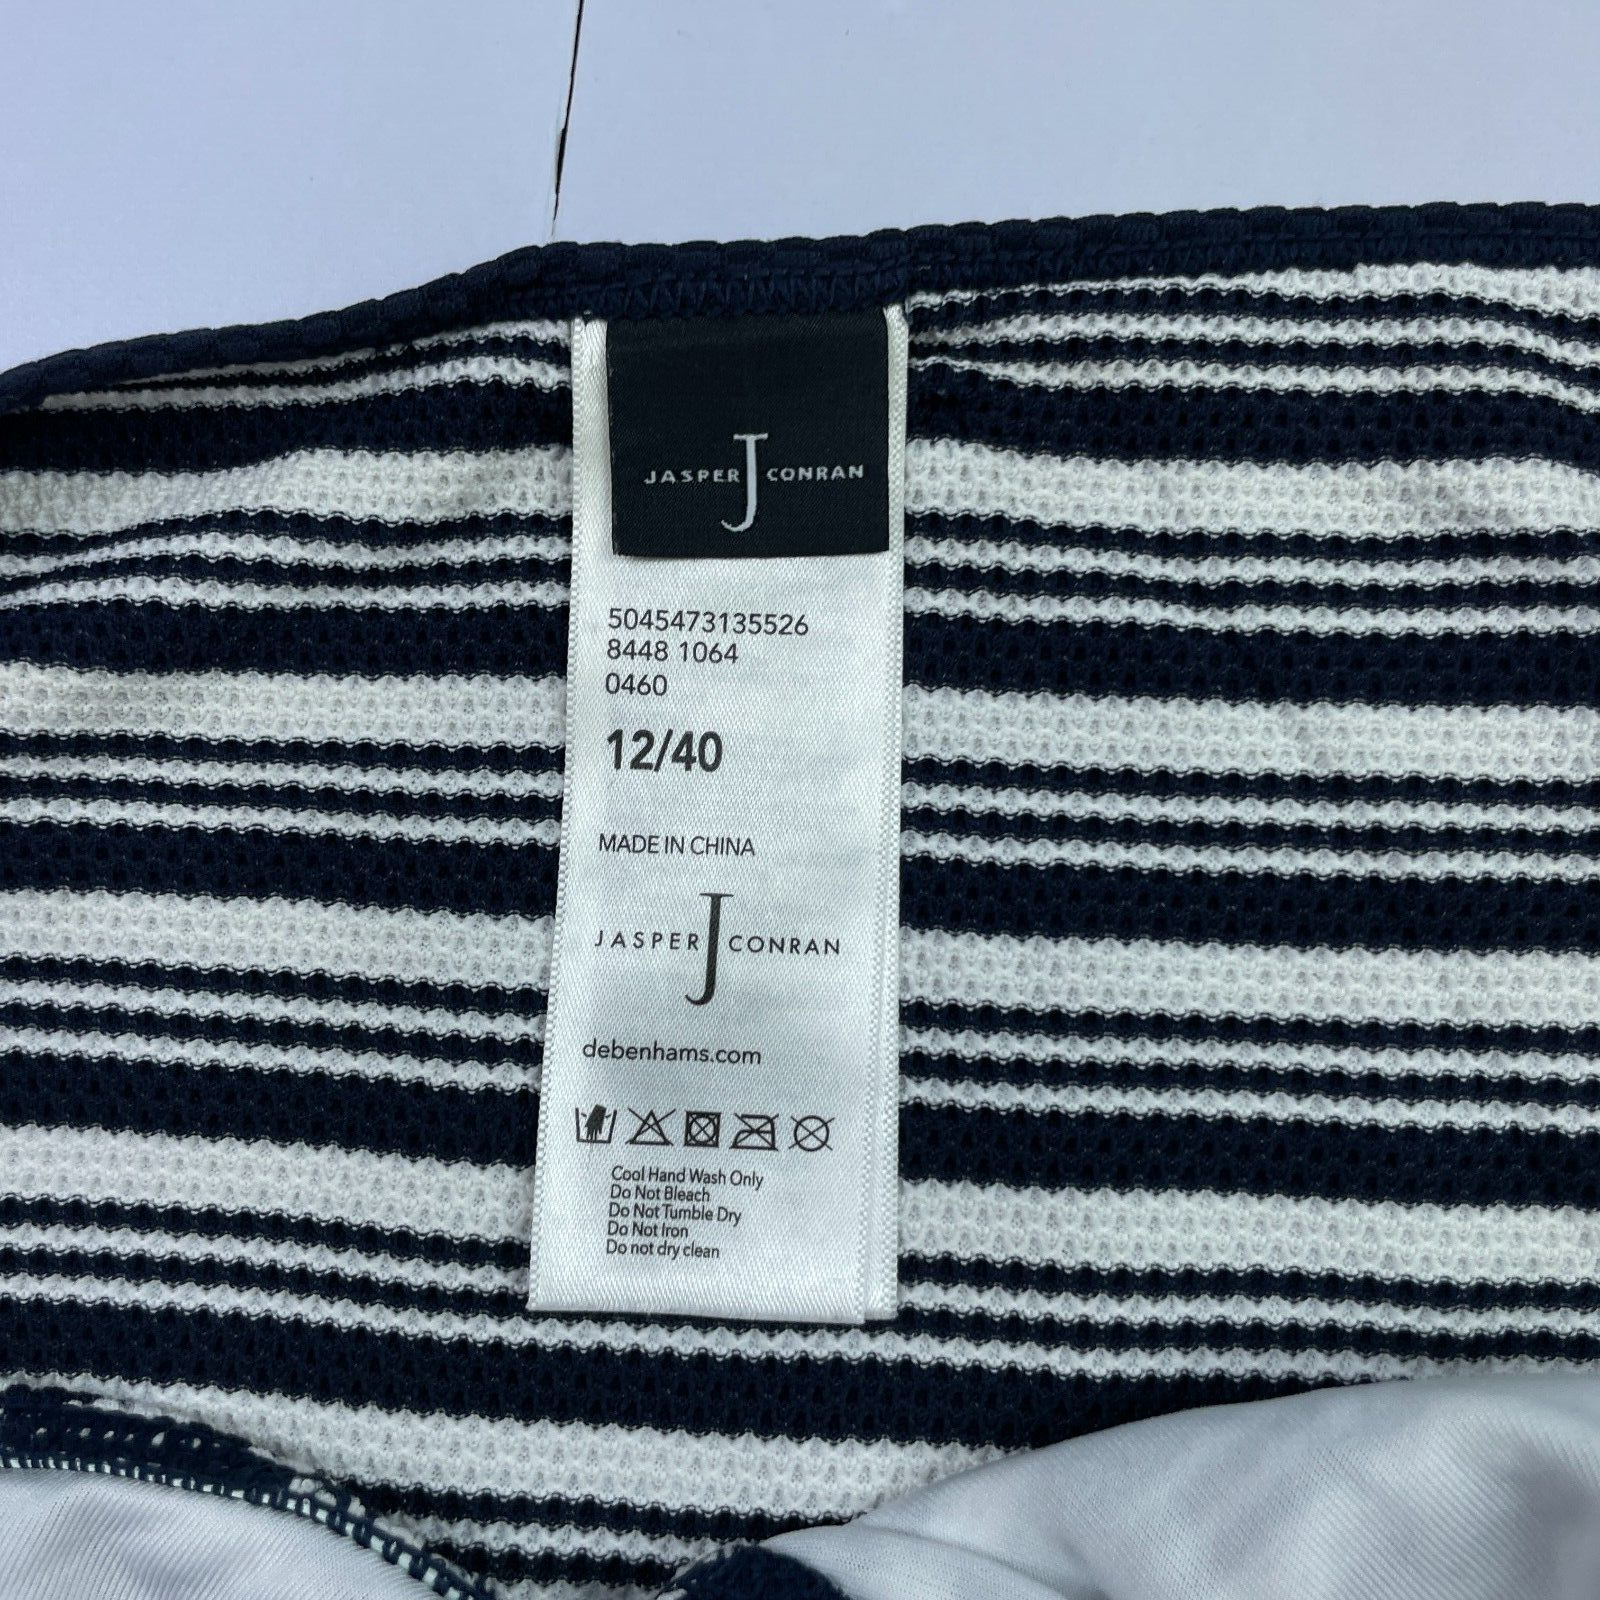 JASPER J CONRAN
5045473135526
8448 1064
0460
12/40
MADE IN CHINA
JASPER J CONRAN
debenhams.com
Cool Hand Wash Only
Do Not Bleach
Do Not Tumble Dry
Do Not Iron
Do not dry clean